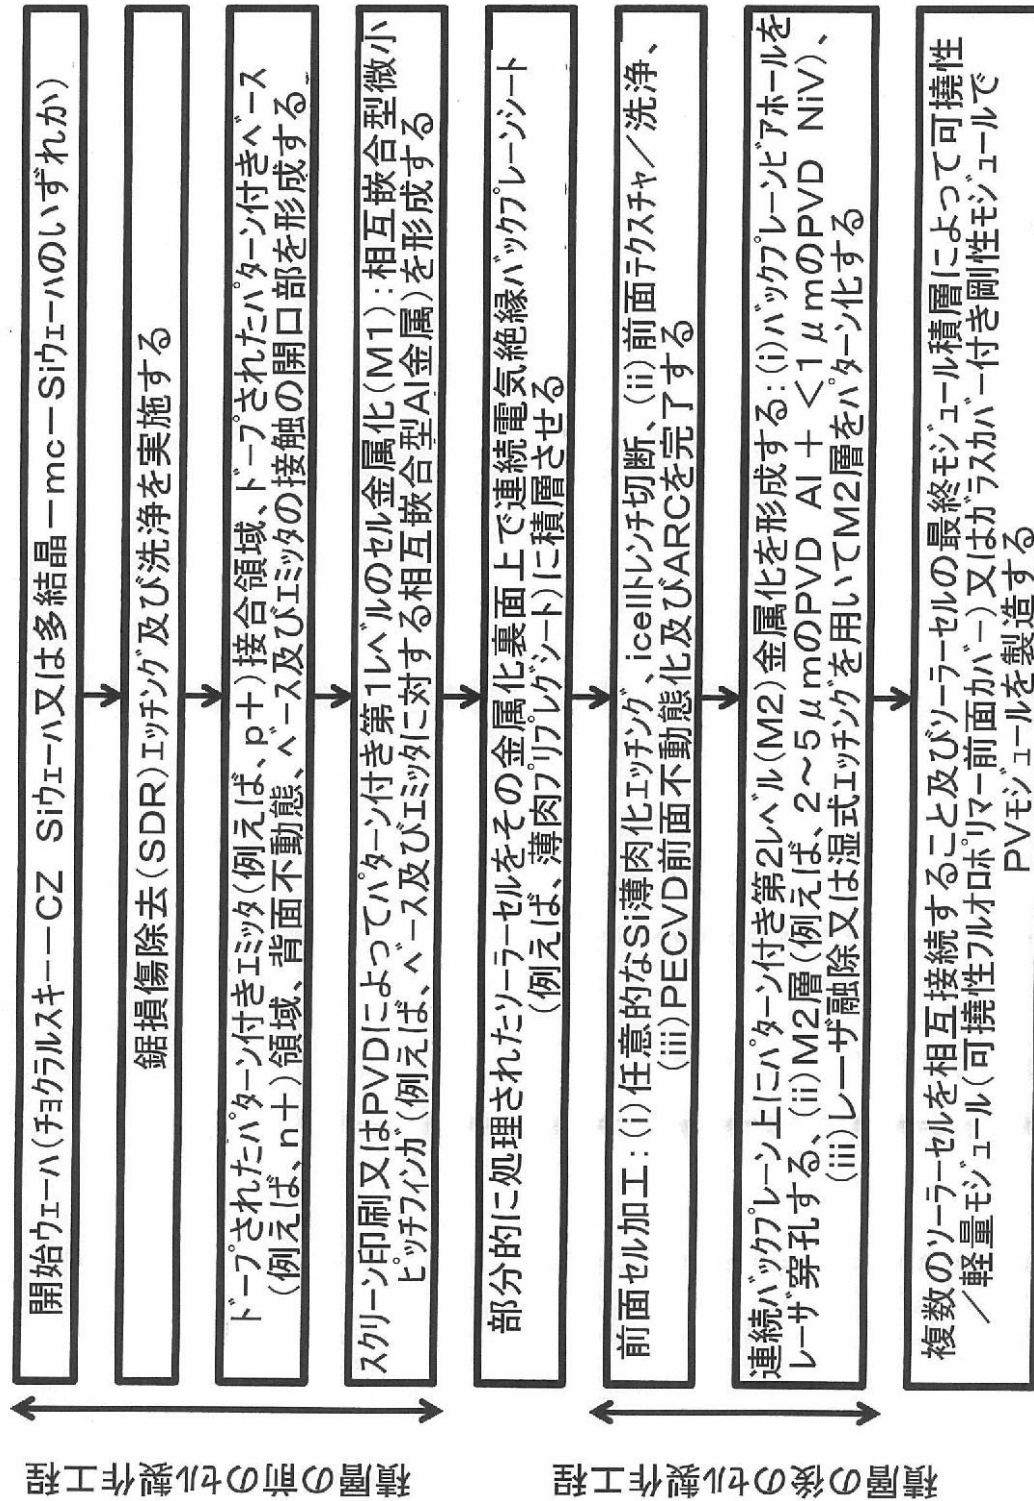 開始ウェーハ(チョクラルスキー—CZ Siウェーハ又は多結晶—mc—Siウェーハのいずれか)
鋸損傷除去(SDR)エッチング及び洗浄を実施する
ドープされたパターン付きエミッタ(例えば、p+)接合領域、ドープされたパターン付きベース
(例えば、n+)領域、背面不動態、ベース及びエミッタの接触の開口部を形成する
スクリーン印刷又はPVDによってパターン付き第1レベルのセル金属化(M1):相互嵌合型微小
ピッチフィンガ(例えば、ベース及びエミッタに対する相互嵌合型Al金属)を形成する
部分的に処理されたソーラーセルをその金属化裏面上で連続電気絶縁バックプレーンシート
(例えば、薄肉プリプレグシート)に積層させる
前面セル加工:(i)任意的なSi薄肉化エッチング、icellトレンチ切断、(ii)前面テクスチャ/洗浄、
(iii)PECVD前面不動態化及びARCを完了する
連続バックプレーン上にパターン付き第2レベル(M2)金属化を形成する:(i)バックプレーンビアホールを
レーザ穿孔する、(ii)M2層(例えば、2~5μmのPVD Al + <1μmのPVD NiV)、
(iii)レーザ融除又は湿式エッチングを用いてM2層をパターン化する
複数のソーラーセルを相互接続すること及びソーラーセルの最終モジュール積層によって可撓性
/軽量モジュール(可撓性フルオロポリマー前面カバー)又はガラスカバー付き剛性モジュールで
PVモジュールを製造する
積層の前のセル製作工程
積層の後のセル製作工程